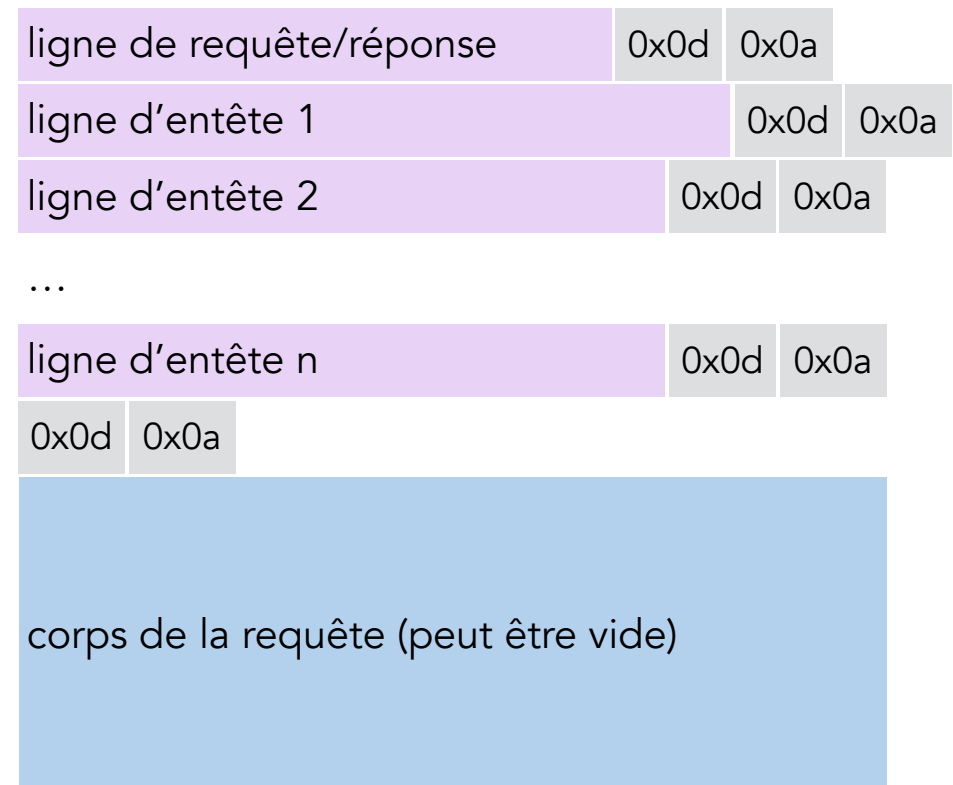 ligne de requête/réponse 0x0d 0x0a
ligne d’entête 1 0x0d 0x0a
ligne d’entête 2 0x0d 0x0a
…
ligne d’entête n 0x0d 0x0a
0x0d 0x0a
corps de la requête (peut être vide)